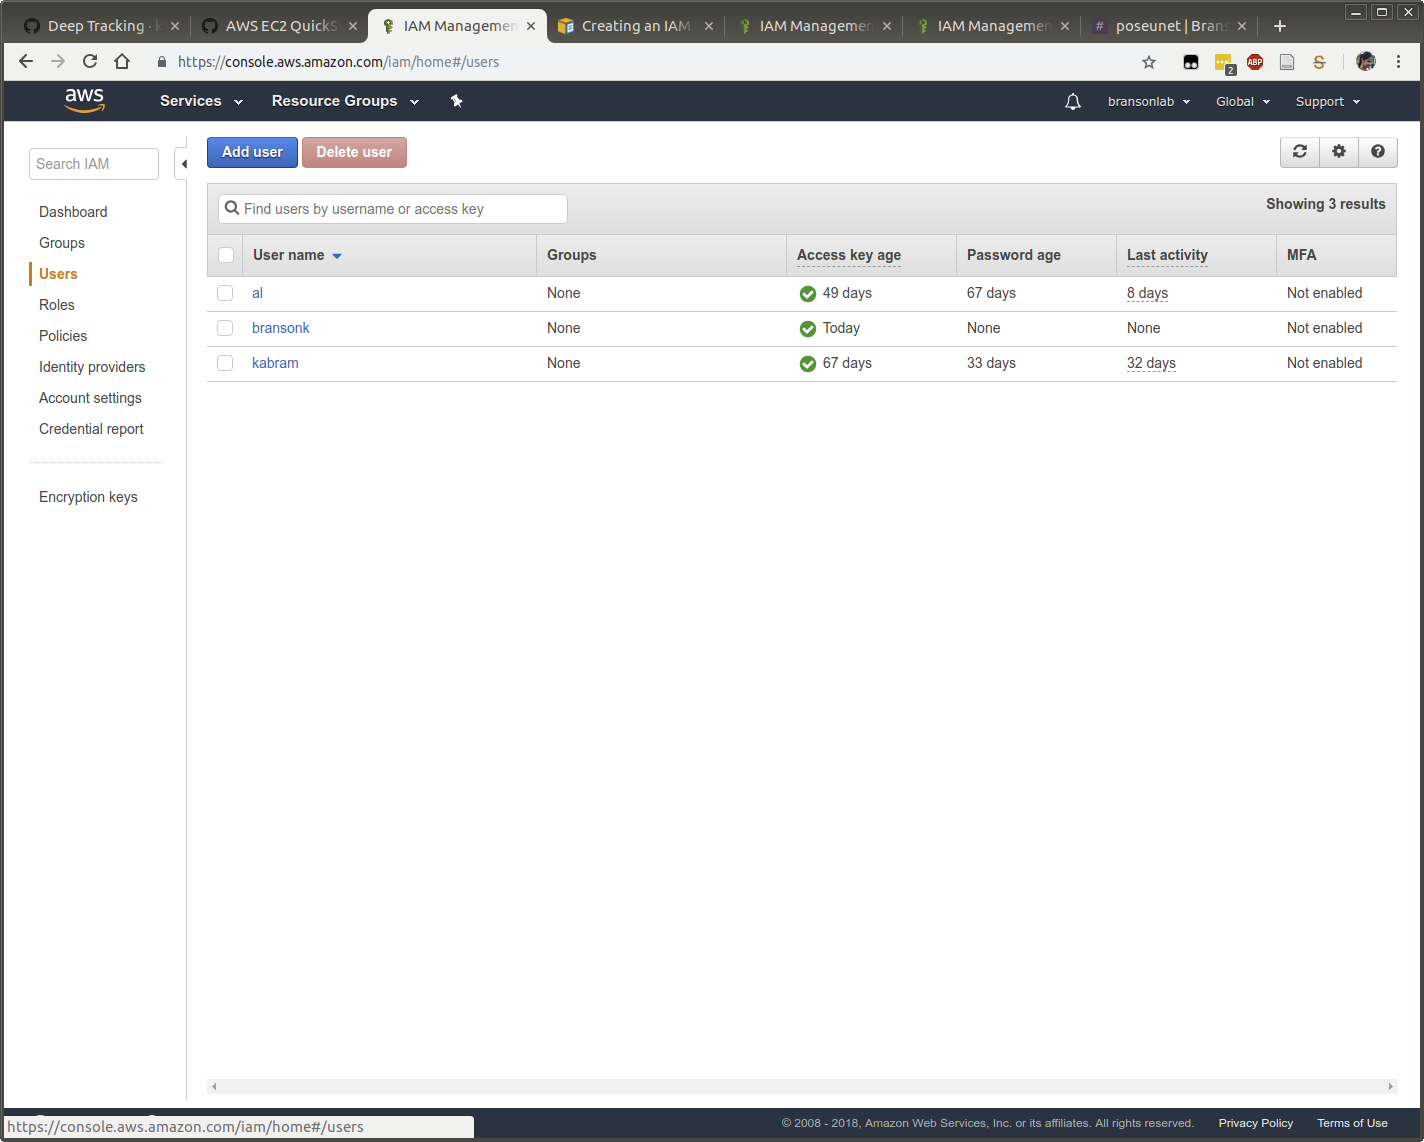 Deep Tracking · k
AWS EC2 QuickS
IAM Managemen
Creating an IAM
IAM Managemen
IAM Managemen
# poseunet | Bran
https://console.aws.amazon.com/iam/home#/users
2
ABP
S
aws
Services
Resource Groups
bransonlab
Global
Support
Search IAM
Dashboard
Groups
Users
Roles
Policies
Identity providers
Account settings
Credential report
Encryption keys
Add user
Delete user
Find users by username or access key
Showing 3 results
User name Groups Access key age Password age Last activity MFA
al None 49 days 67 days 8 days Not enabled
bransonk None Today None None Not enabled
kabram None 67 days 33 days 32 days Not enabled
https://console.aws.amazon.com/iam/home#/users
© 2008 - 2018, Amazon Web Services, Inc. or its affiliates. All rights reserved. Privacy Policy Terms of Use